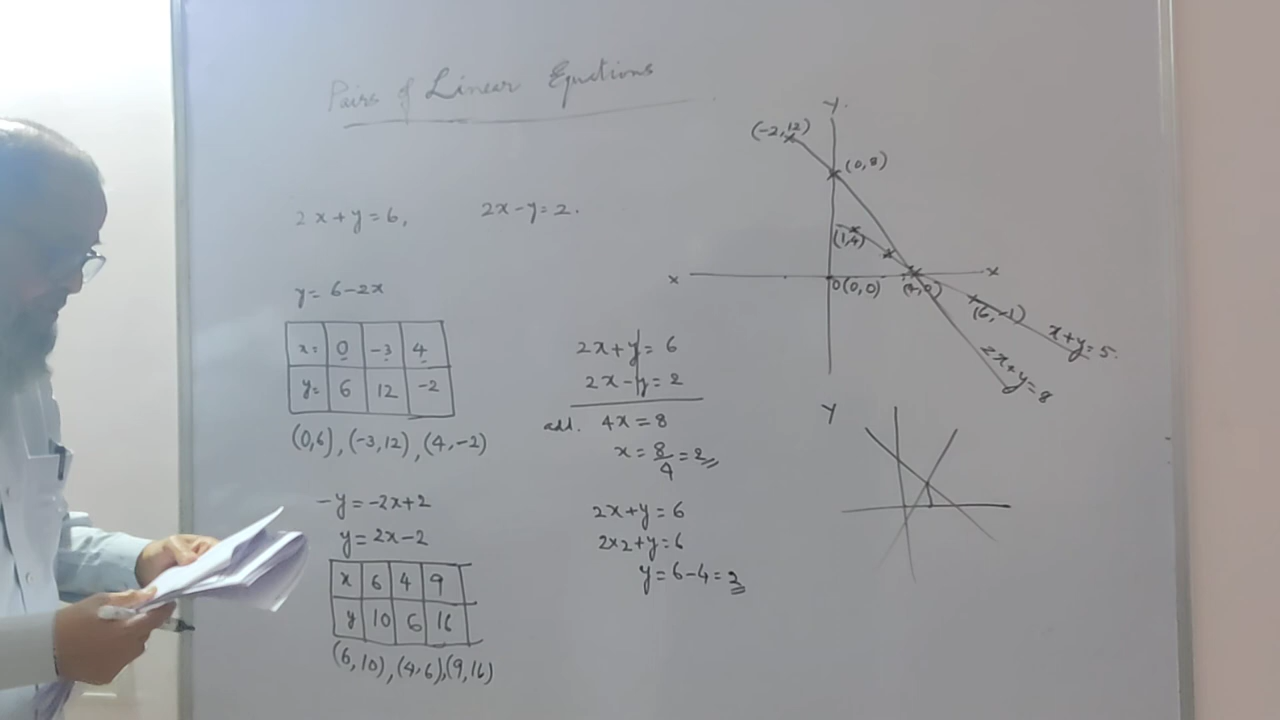 Pairs of Linear Equations
2x+y=6, 2x-y=2.
y= 6-2x
x= 0 -3 4
y= 6 12 -2
(0,6), (-3,12), (4,-2)
-y=-2x+2
y=2x-2
x 6 4 9
y 10 6 16
(6,10),(4,6),(9,16)
2x+y=6
2x-y=2
add. 4x=8
x=8/4=2
2x+y=6
2x2+y=6
y=6-4=2
Y
(-2,12)
(0,8)
(1,4)
x
x
0(0,0)
(4,0)
(6,-1)
x+y=5
2x+y=8
Y